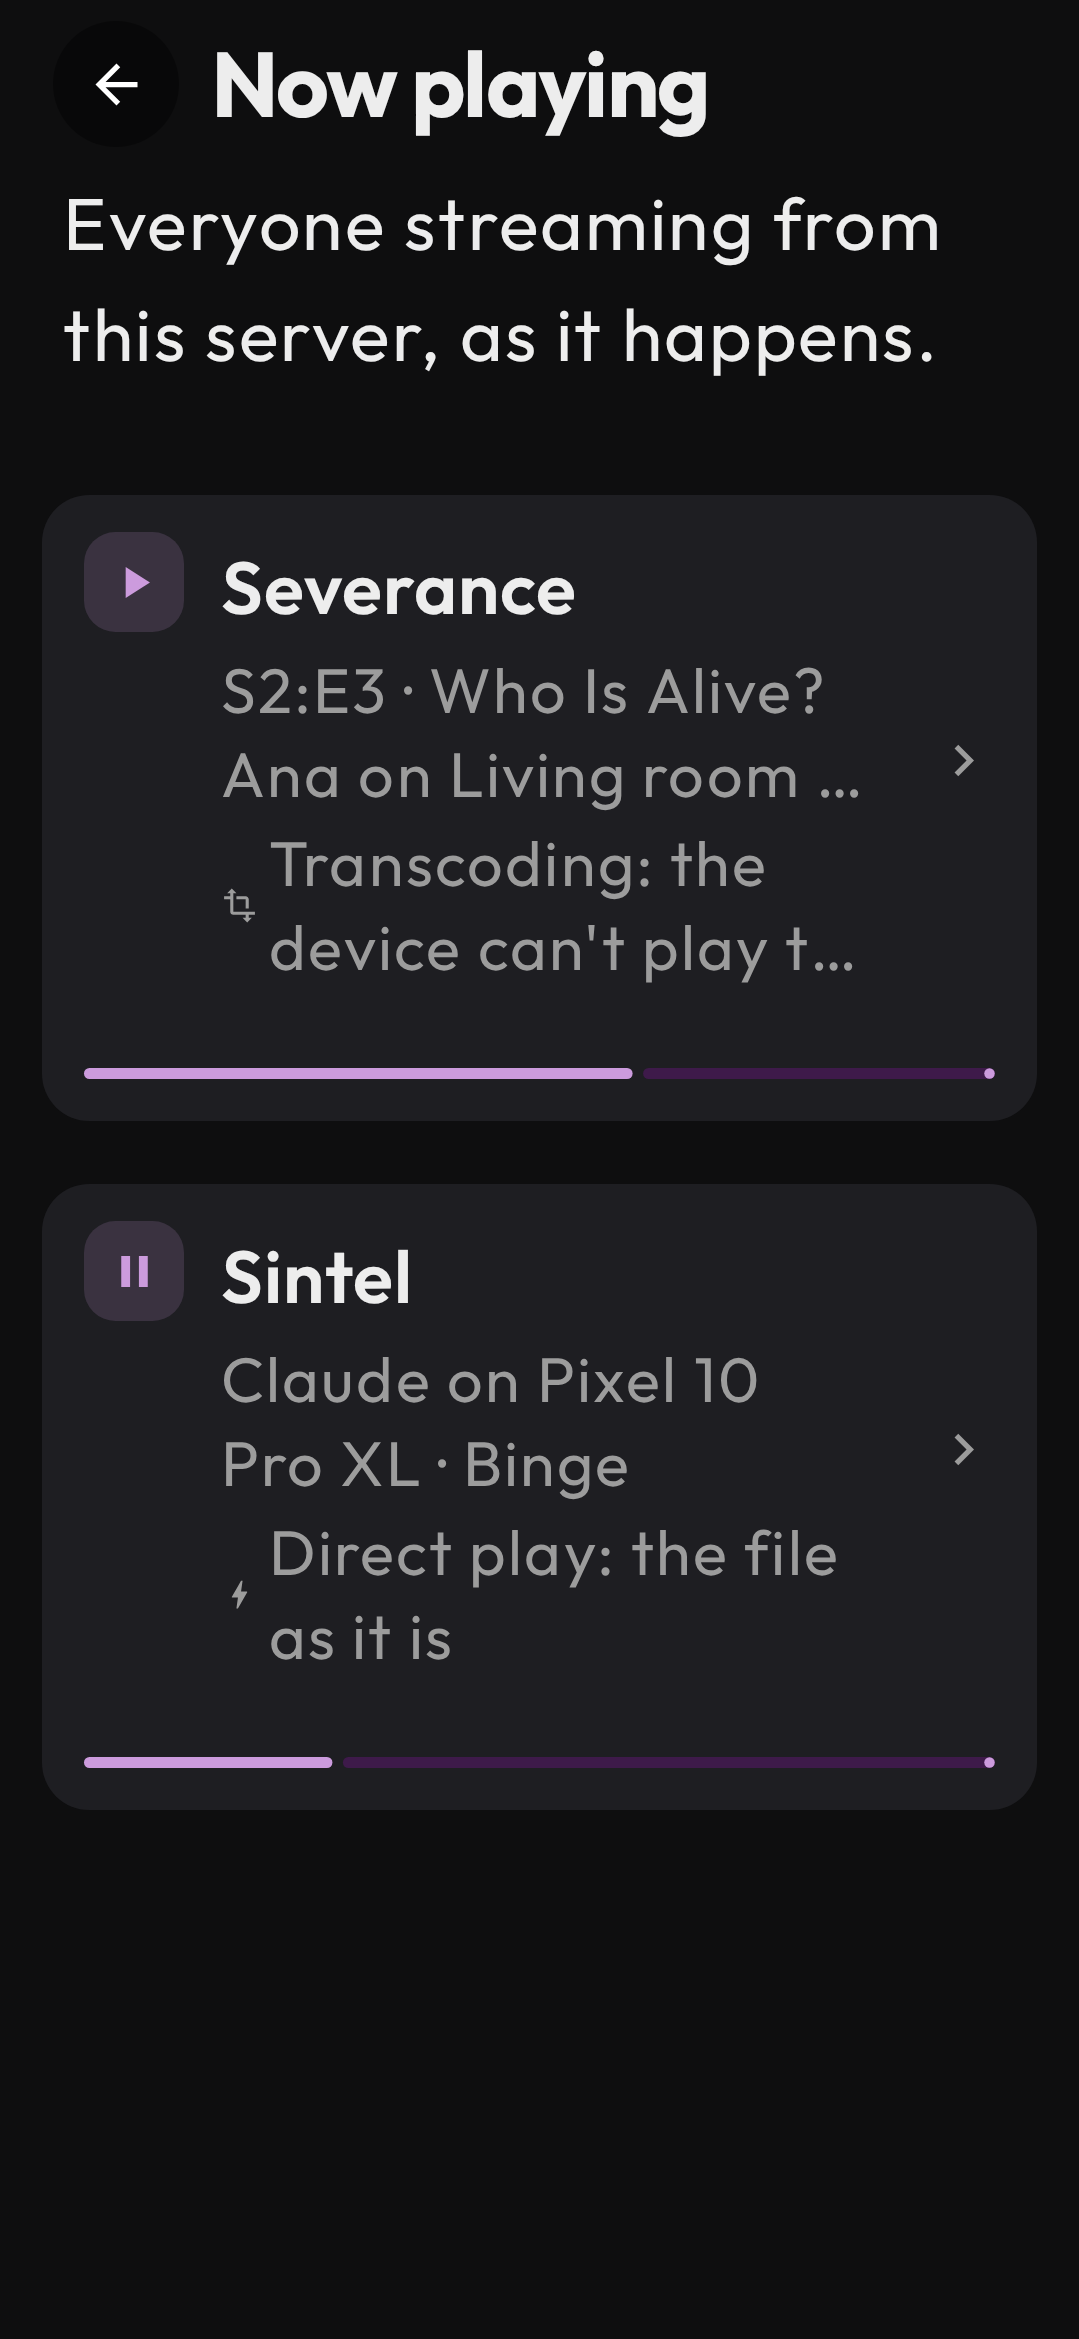 Now playing
Everyone streaming from
this server, as it happens.
Severance
S2:E3 · Who Is Alive?
Ana on Living room …
Transcoding: the
device can't play t…
Sintel
Claude on Pixel 10
Pro XL · Binge
Direct play: the file
as it is